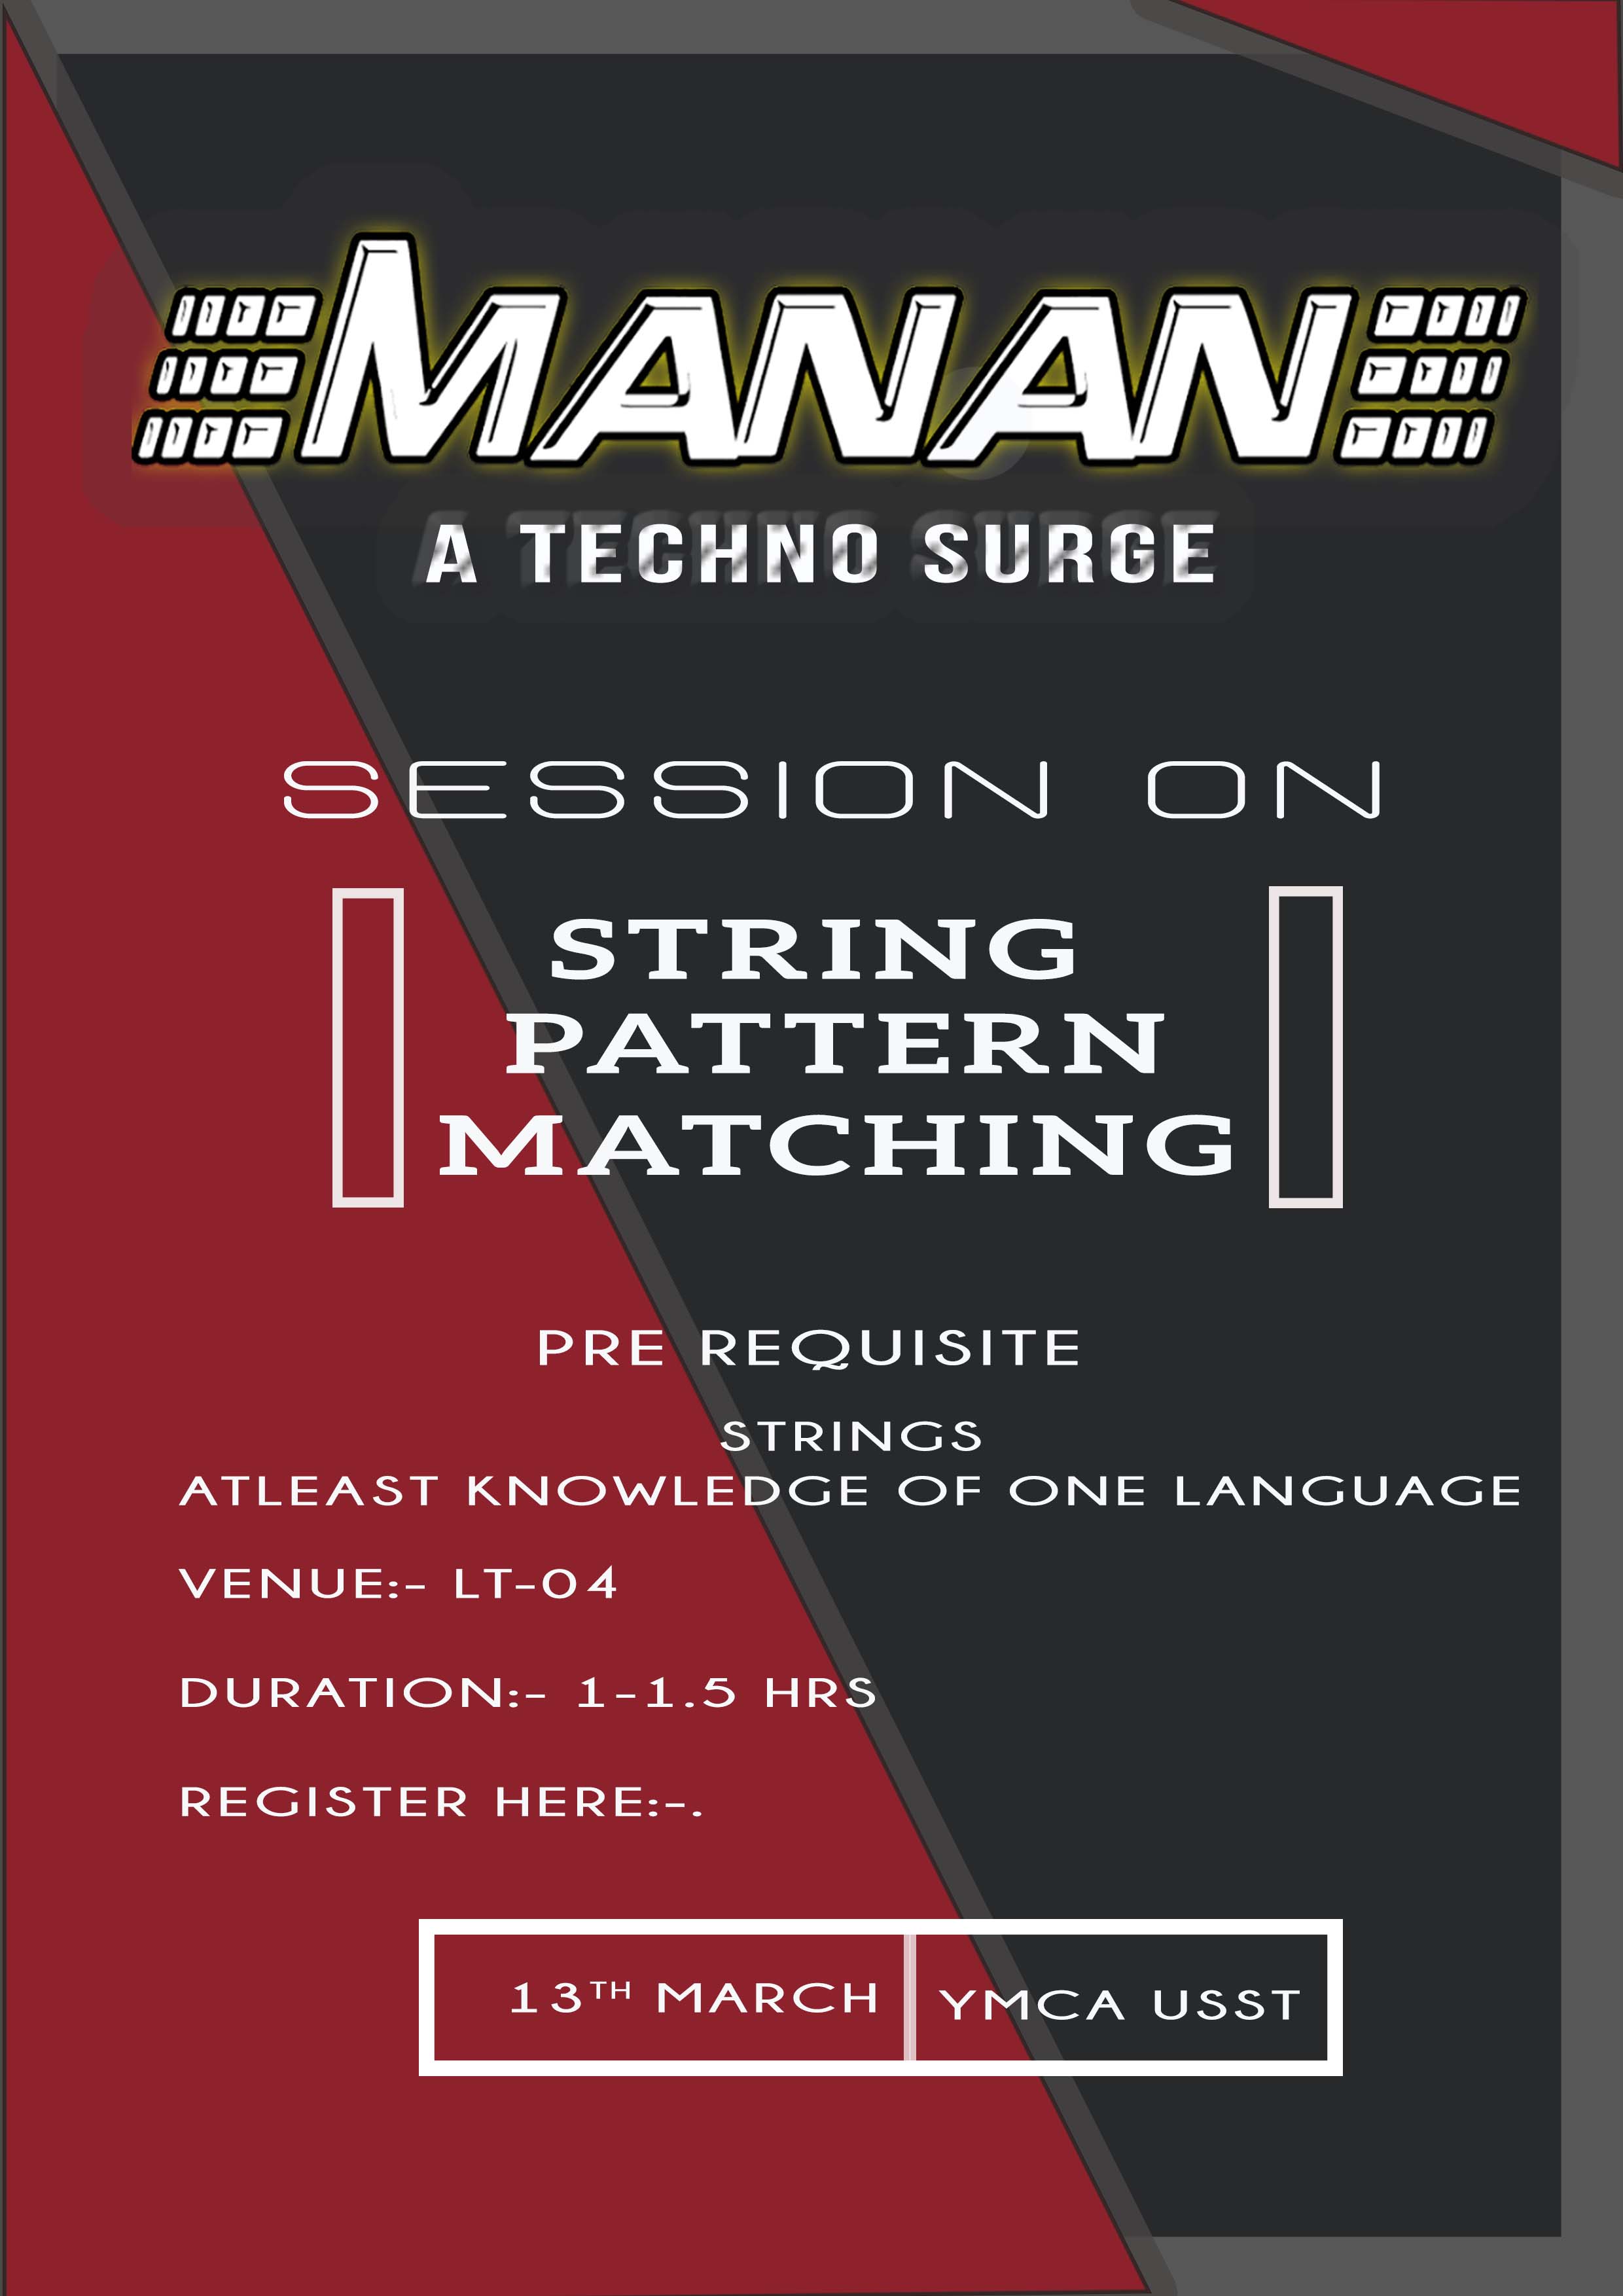 MANAN
A TECHNO SURGE
SESSION ON
STRING
PATTERN
MATCHING
PRE REQUISITE
STRINGS
ATLEAST KNOWLEDGE OF ONE LANGUAGE
VENUE:- LT-04
DURATION:- 1-1.5 HRS
REGISTER HERE:-.
13TH MARCH
YMCA USST